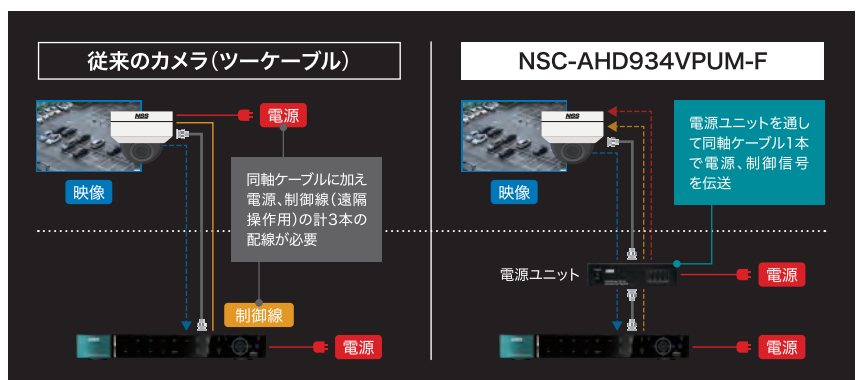 従来のカメラ（ツーケーブル）
NSS
電源
映像
同軸ケーブルに加え
電源、制御線（遠隔
操作用）の計3本の
配線が必要
制御線
電源
NSC-AHD934VPUM-F
NSS
映像
電源ユニットを通し
て同軸ケーブル1本
で電源、制御信号
を伝送
電源ユニット
電源
電源